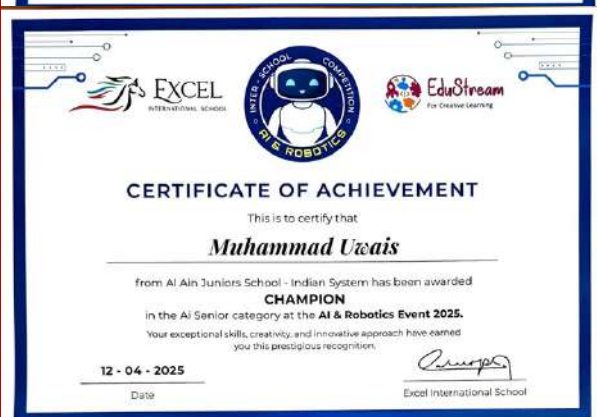 EXCEL
INTERNATIONAL SCHOOL
INTER - SCHOOL COMPETITION
AI & ROBOTICS
EduStream
For Creative Learning
CERTIFICATE OF ACHIEVEMENT
This is to certify that
Muhammad Uwais
from Al Ain Juniors School - Indian System has been awarded
CHAMPION
in the Ai Senior category at the AI & Robotics Event 2025.
Your exceptional skills, creativity, and innovative approach have earned
you this prestigious recognition.
12 - 04 - 2025
Date
Excel International School